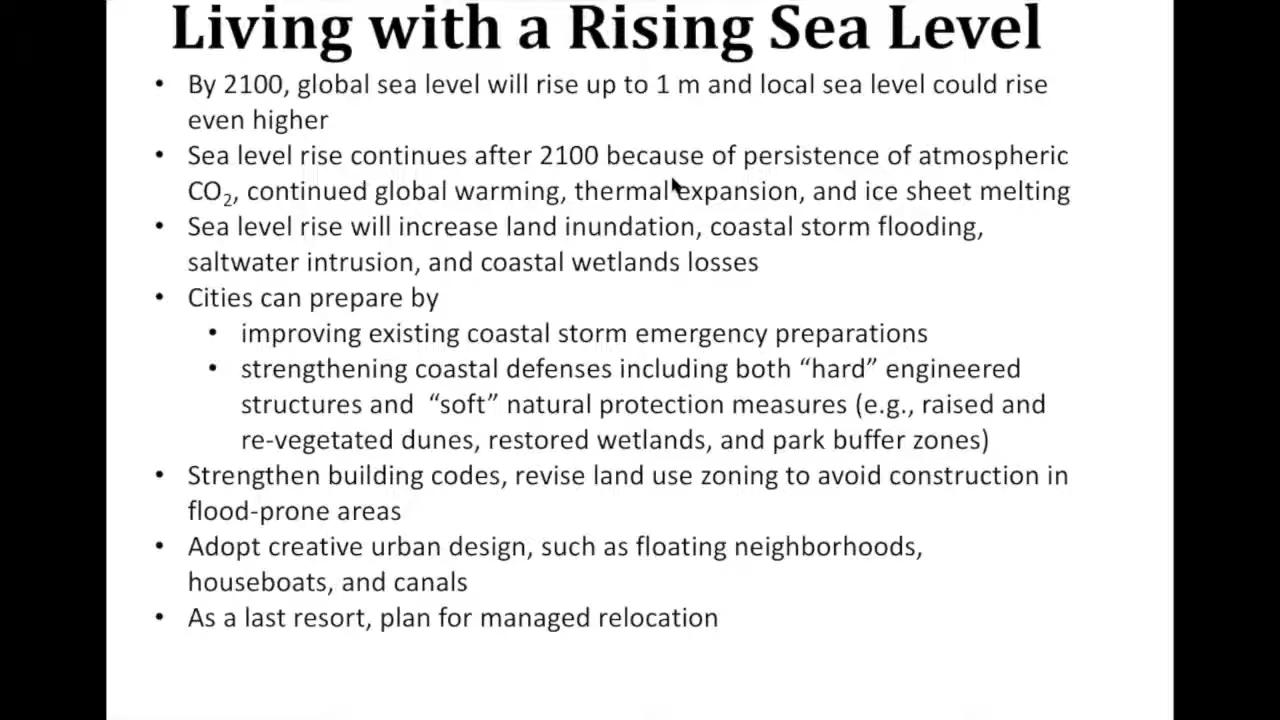 Living with a Rising Sea Level
• By 2100, global sea level will rise up to 1 m and local sea level could rise
even higher
• Sea level rise continues after 2100 because of persistence of atmospheric
CO₂, continued global warming, thermal expansion, and ice sheet melting
• Sea level rise will increase land inundation, coastal storm flooding,
saltwater intrusion, and coastal wetlands losses
• Cities can prepare by
• improving existing coastal storm emergency preparations
• strengthening coastal defenses including both “hard” engineered
structures and “soft” natural protection measures (e.g., raised and
re-vegetated dunes, restored wetlands, and park buffer zones)
• Strengthen building codes, revise land use zoning to avoid construction in
flood-prone areas
• Adopt creative urban design, such as floating neighborhoods,
houseboats, and canals
• As a last resort, plan for managed relocation